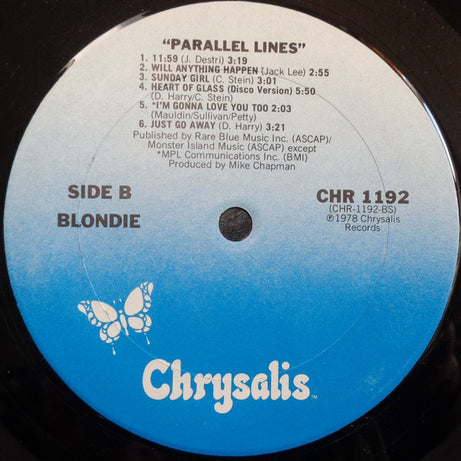 “PARALLEL LINES”
1. 11:59 (J. Destri) 3:19
2. WILL ANYTHING HAPPEN (Jack Lee) 2:55
3. SUNDAY GIRL (C. Stein) 3:01
4. HEART OF GLASS (Disco Version) 5:50
(D. Harry/C. Stein)
5. *I'M GONNA LOVE YOU TOO 2:03
(Mauldin/Sullivan/Petty)
6. JUST GO AWAY (D. Harry) 3:21
Published by Rare Blue Music Inc. (ASCAP)/
Monster Island Music (ASCAP) except
*MPL Communications Inc. (BMI)
Produced by Mike Chapman
SIDE B
BLONDIE
CHR 1192
(CHR-1192-BS)
℗1978 Chrysalis
Records
Chrysalis™